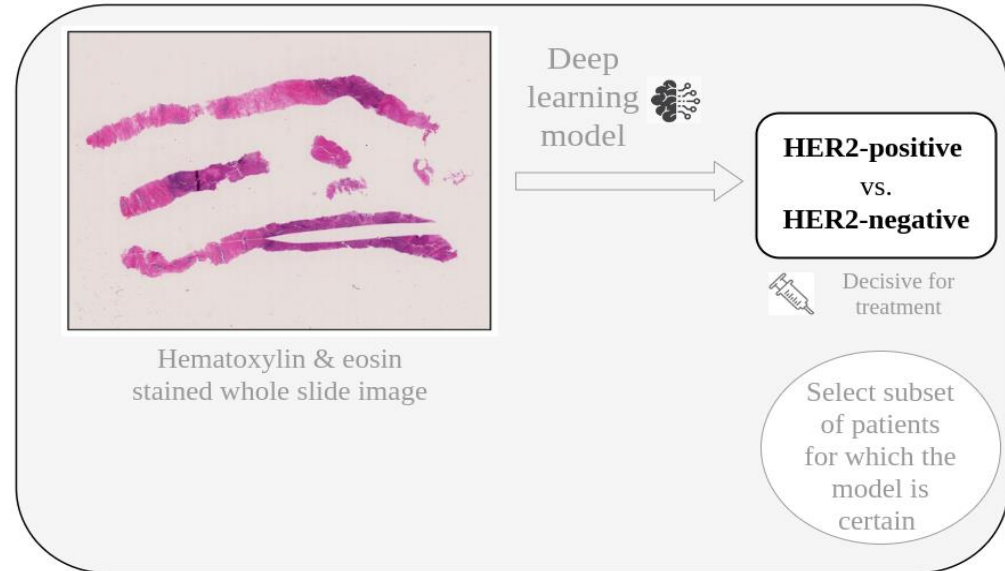 Deep
learning
model
HER2-positive
vs.
HER2-negative
Decisive for
treatment
Hematoxylin & eosin
stained whole slide image
Select subset
of patients
for which the
model is
certain